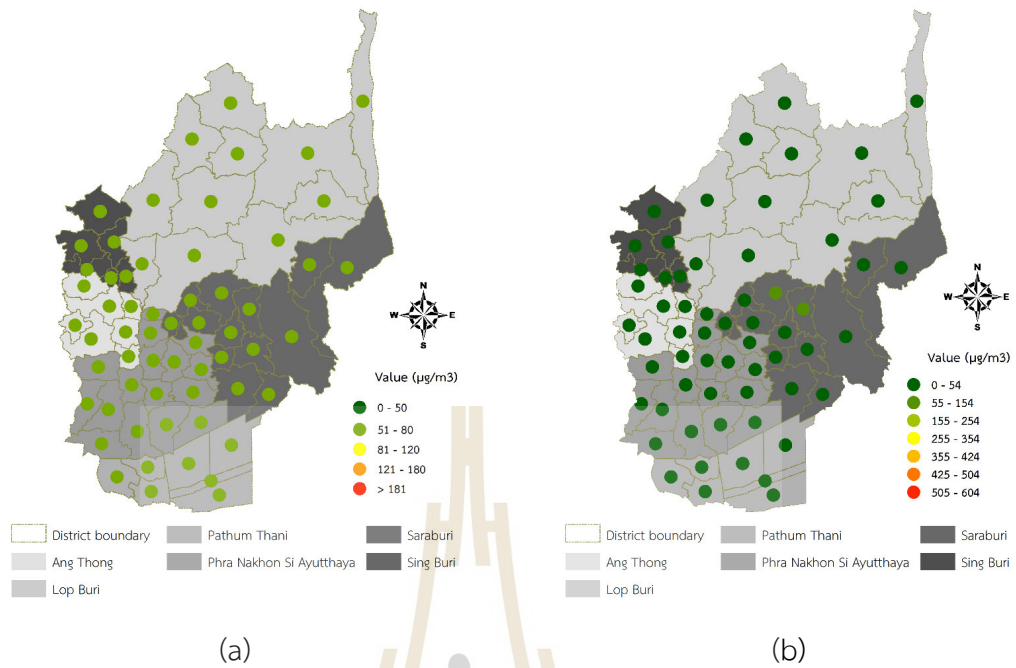 N
W E
S
Value (µg/m3)
0 - 50
51 - 80
81 - 120
121 - 180
> 181
District boundary
Pathum Thani
Saraburi
Ang Thong
Phra Nakhon Si Ayutthaya
Sing Buri
Lop Buri
(a)
N
W E
S
Value (µg/m3)
0 - 54
55 - 154
155 - 254
255 - 354
355 - 424
425 - 504
505 - 604
District boundary
Pathum Thani
Saraburi
Ang Thong
Phra Nakhon Si Ayutthaya
Sing Buri
Lop Buri
(b)